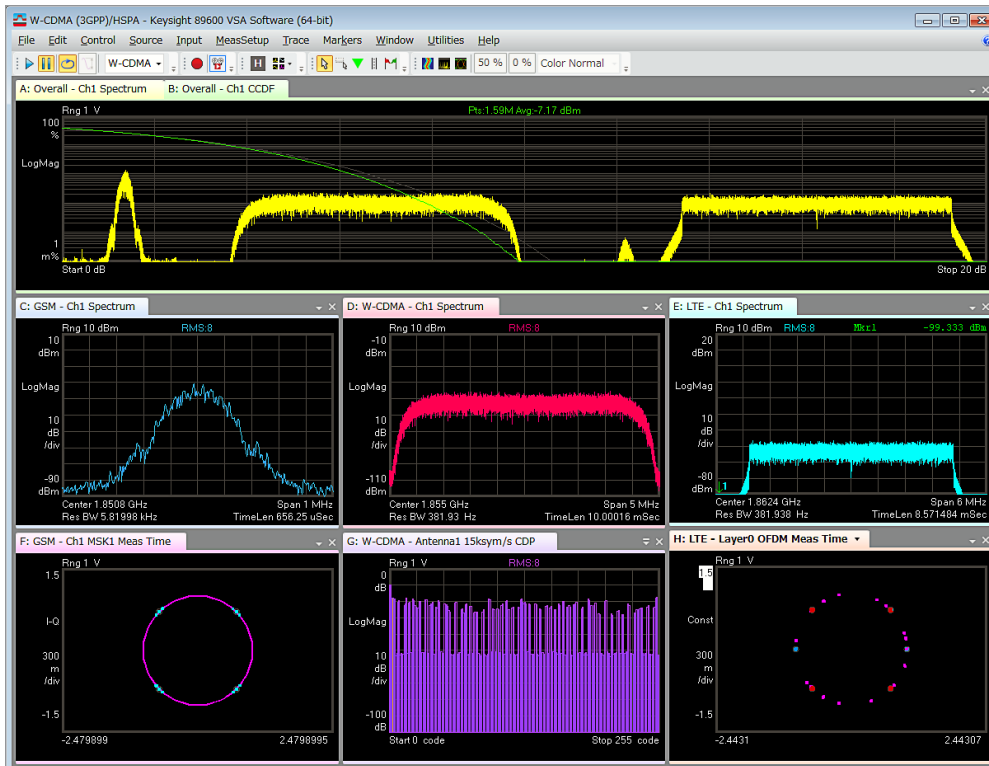 W-CDMA (3GPP)/HSPA - Keysight 89600 VSA Software (64-bit)
File Edit Control Source Input MeasSetup Trace Markers Window Utilities Help
W-CDMA 50 % 0 % Color Normal
A: Overall - Ch1 Spectrum B: Overall - Ch1 CCDF
Rng 1 V Pts:1.59M Avg:-7.17 dBm
100
%
LogMag
1
m%
Start 0 dB Stop 20 dB
C: GSM - Ch1 Spectrum
Rng 10 dBm RMS:8
10
dBm
LogMag
10
dB
/div
-90
dBm
Center 1.8508 GHz Span 1 MHz
Res BW 5.81998 kHz TimeLen 656.25 uSec
D: W-CDMA - Ch1 Spectrum
Rng 10 dBm RMS:8
-10
dBm
LogMag
10
dB
/div
-110
dBm
Center 1.855 GHz Span 5 MHz
Res BW 381.93 Hz TimeLen 10.00016 mSec
E: LTE - Ch1 Spectrum
Rng 10 dBm RMS:8 Mkr1 -99.333 dBm
20
dBm
LogMag
10
dB
/div
-80
dBm
1
Center 1.8624 GHz Span 6 MHz
Res BW 381.938 Hz TimeLen 8.571484 mSec
F: GSM - Ch1 MSK1 Meas Time
Rng 1 V
1.5
I-Q
300
m
/div
-1.5
-2.479899 2.4798995
G: W-CDMA - Antenna1 15ksym/s CDP
Rng 1 V RMS:8
0
dB
LogMag
10
dB
/div
-100
dB
Start 0 code Stop 255 code
H: LTE - Layer0 OFDM Meas Time
Rng 1 V
1.5
Const
300
m
/div
-1.5
-2.4431 2.44307